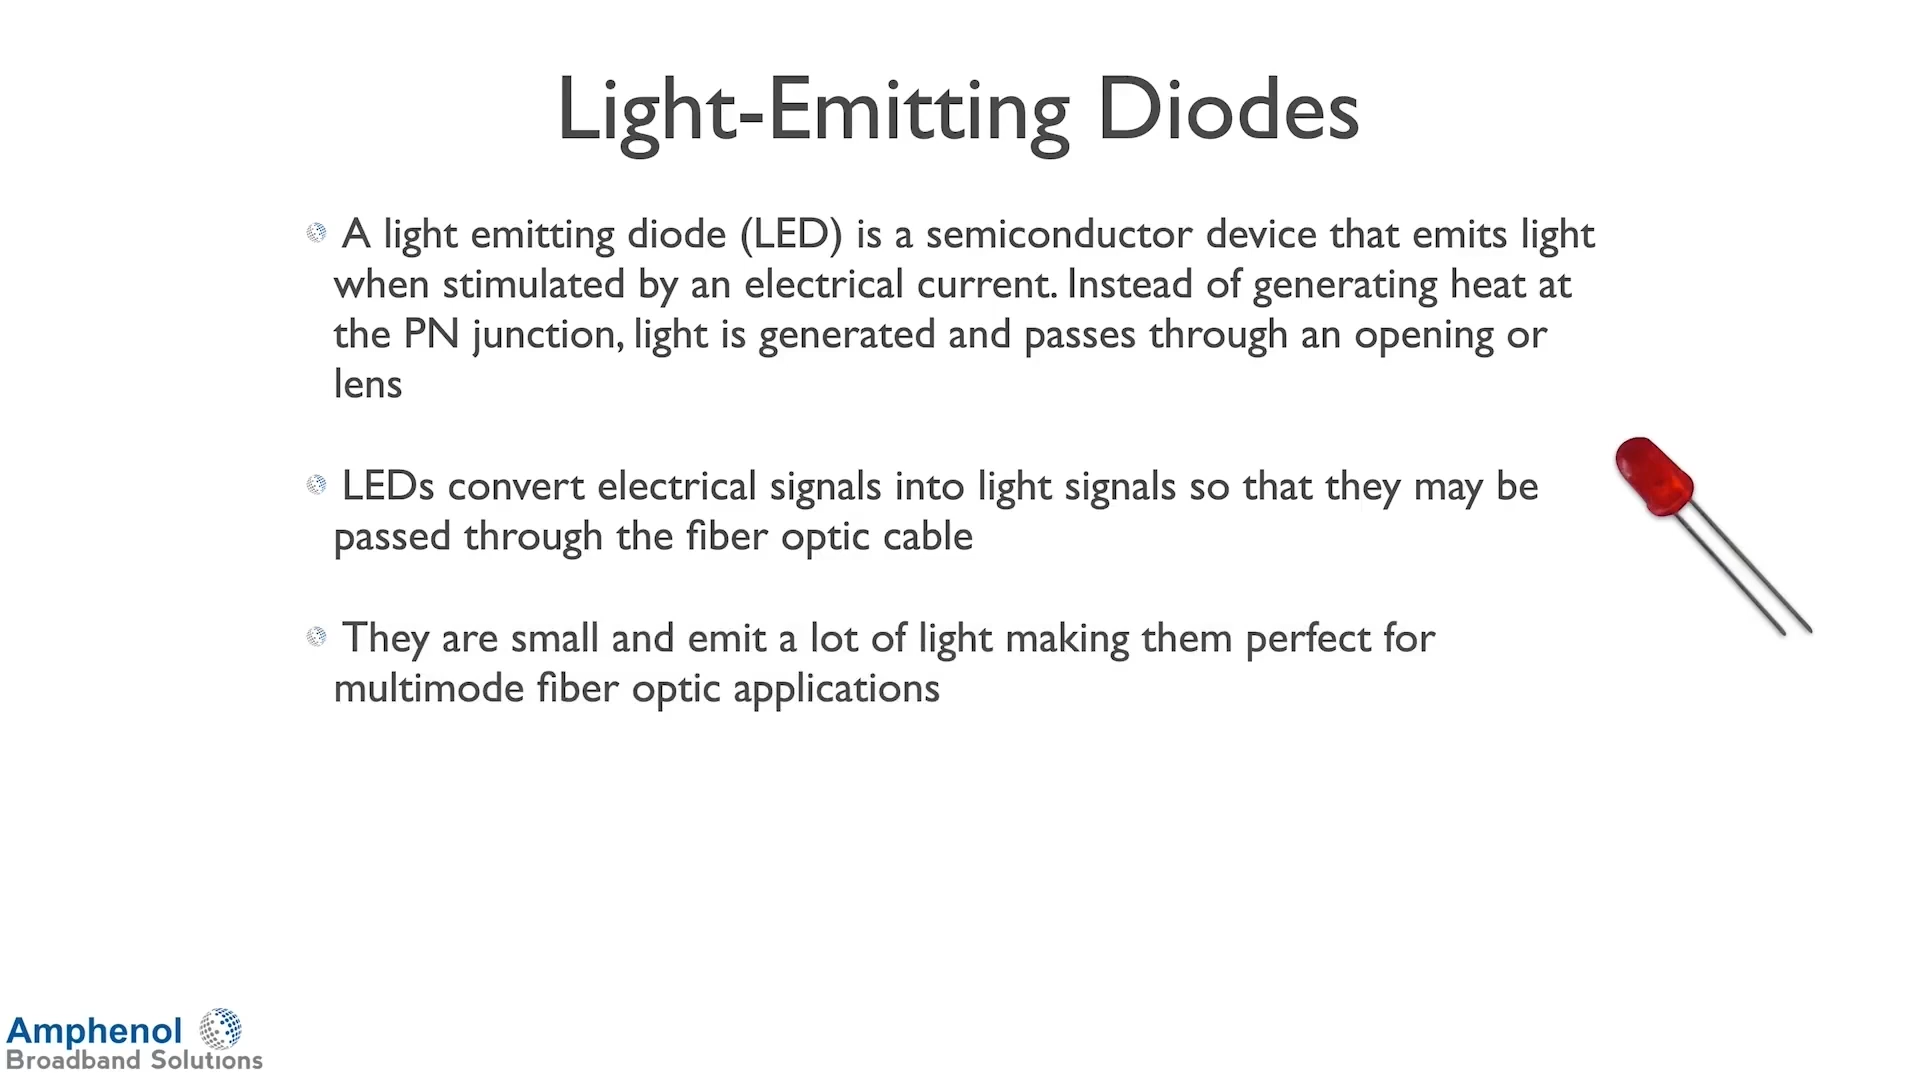 Light-Emitting Diodes
A light emitting diode (LED) is a semiconductor device that emits light
when stimulated by an electrical current. Instead of generating heat at
the PN junction, light is generated and passes through an opening or
lens
LEDs convert electrical signals into light signals so that they may be
passed through the fiber optic cable
They are small and emit a lot of light making them perfect for
multimode fiber optic applications
Amphenol
Broadband Solutions